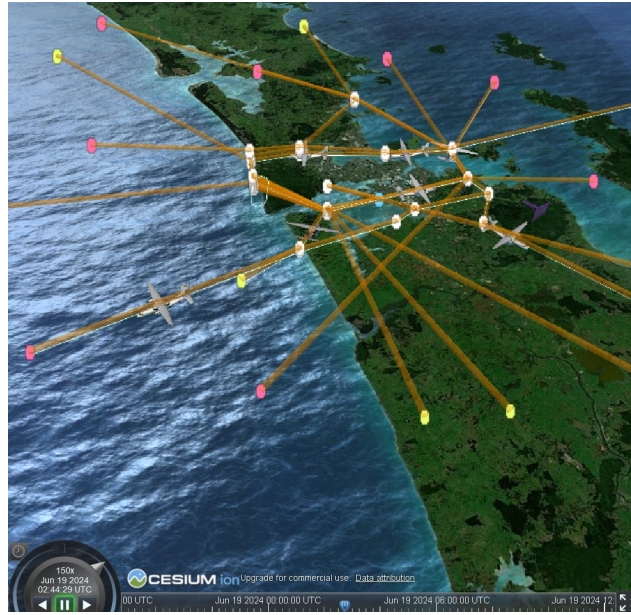 150x
Jun 19 2024
02:44:29 UTC
CESIUM ion
Upgrade for commercial use. Data attribution
00 UTC
Jun 19 2024 00:00:00 UTC
Jun 19 2024 06:00:00 UTC
Jun 19 2024 12: